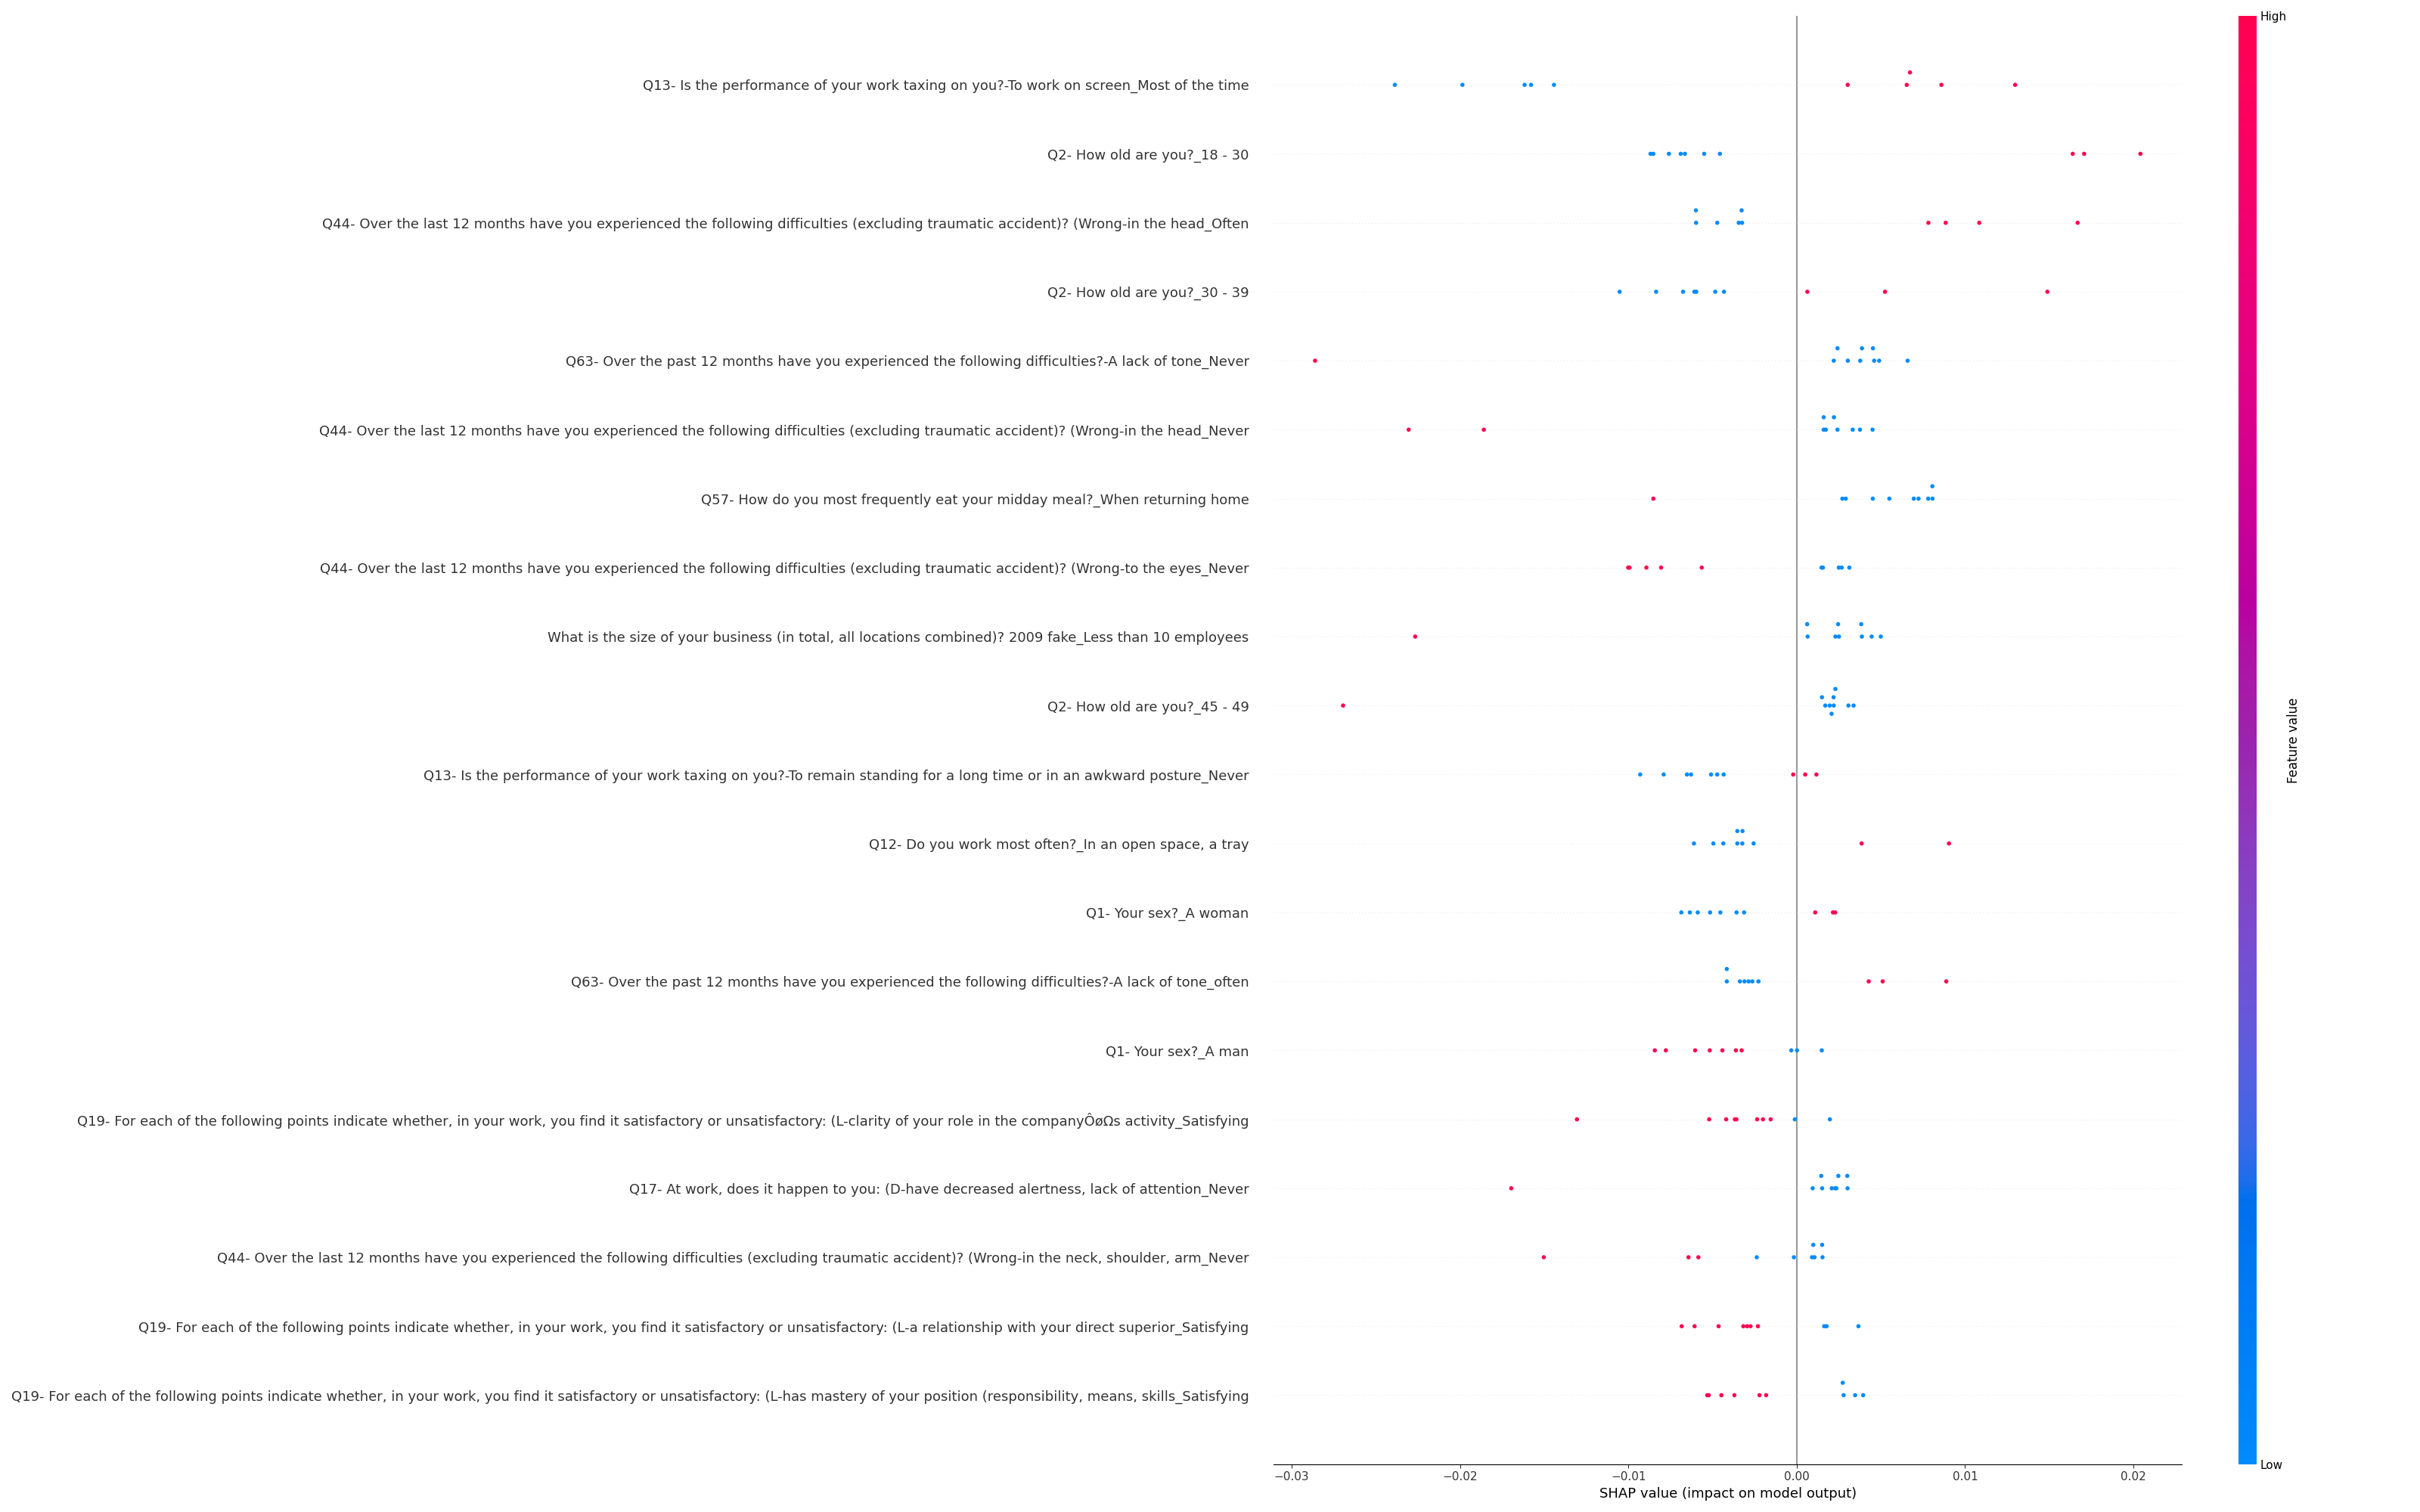 High
Q13- Is the performance of your work taxing on you?-To work on screen_Most of the time
Q2- How old are you?_18 - 30
Q44- Over the last 12 months have you experienced the following difficulties (excluding traumatic accident)? (Wrong-in the head_Often
Q2- How old are you?_30 - 39
Q63- Over the past 12 months have you experienced the following difficulties?-A lack of tone_Never
Q44- Over the last 12 months have you experienced the following difficulties (excluding traumatic accident)? (Wrong-in the head_Never
Q57- How do you most frequently eat your midday meal?_When returning home
Q44- Over the last 12 months have you experienced the following difficulties (excluding traumatic accident)? (Wrong-to the eyes_Never
What is the size of your business (in total, all locations combined)? 2009 fake_Less than 10 employees
Q2- How old are you?_45 - 49
Q13- Is the performance of your work taxing on you?-To remain standing for a long time or in an awkward posture_Never
Q12- Do you work most often?_In an open space, a tray
Q1- Your sex?_A woman
Q63- Over the past 12 months have you experienced the following difficulties?-A lack of tone_often
Q1- Your sex?_A man
Q19- For each of the following points indicate whether, in your work, you find it satisfactory or unsatisfactory: (L-clarity of your role in the companyÔøΩs activity_Satisfying
Q17- At work, does it happen to you: (D-have decreased alertness, lack of attention_Never
Q44- Over the last 12 months have you experienced the following difficulties (excluding traumatic accident)? (Wrong-in the neck, shoulder, arm_Never
Q19- For each of the following points indicate whether, in your work, you find it satisfactory or unsatisfactory: (L-a relationship with your direct superior_Satisfying
Q19- For each of the following points indicate whether, in your work, you find it satisfactory or unsatisfactory: (L-has mastery of your position (responsibility, means, skills_Satisfying
Feature value
Low
−0.03 −0.02 −0.01 0.00 0.01 0.02
SHAP value (impact on model output)